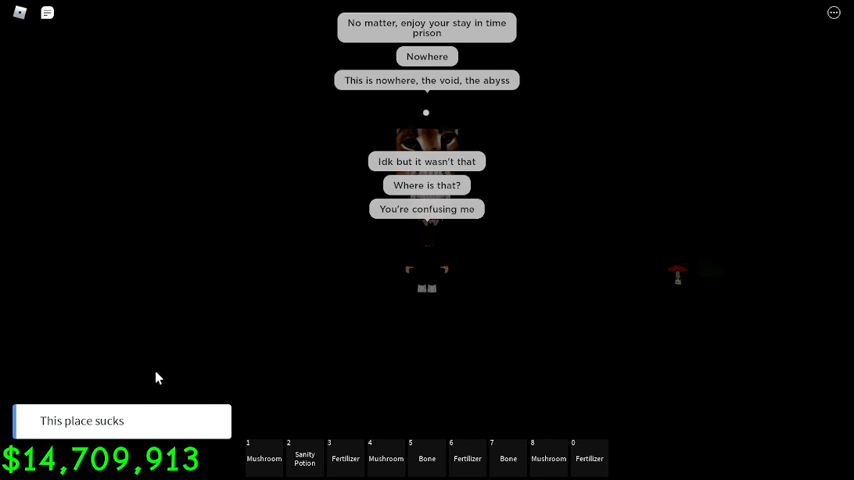 No matter, enjoy your stay in time
prison
Nowhere
This is nowhere, the void, the abyss
Idk but it wasn't that
Where is that?
You're confusing me
This place sucks
$14,709,913
1 Mushroom
2 Sanity
Potion
3 Fertilizer
4 Mushroom
5 Bone
6 Fertilizer
7 Bone
8 Mushroom
0 Fertilizer